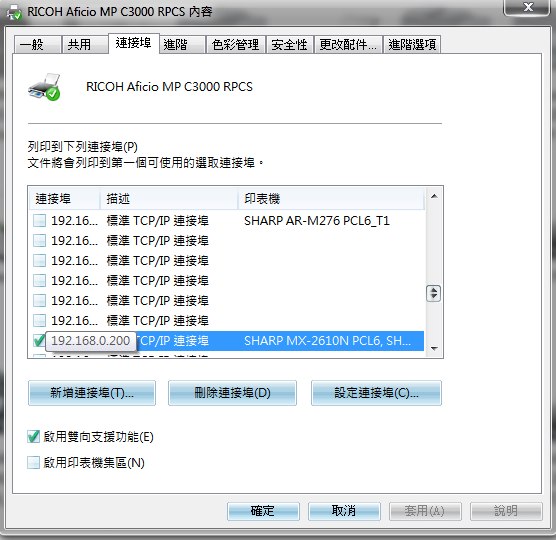 RICOH Aficio MP C3000 RPCS 內容
一般 共用 連接埠 進階 色彩管理 安全性 更改配件... 進階選項
RICOH Aficio MP C3000 RPCS
列印到下列連接埠(P)
文件將會列印到第一個可使用的選取連接埠。
連接埠 描述 印表機
192.16... 標準 TCP/IP 連接埠 SHARP AR-M276 PCL6_T1
192.16... 標準 TCP/IP 連接埠
192.16... 標準 TCP/IP 連接埠
192.16... 標準 TCP/IP 連接埠
192.16... 標準 TCP/IP 連接埠
192.16... 標準 TCP/IP 連接埠
192.168.0.200 TCP/IP 連接埠 SHARP MX-2610N PCL6, SH...
新增連接埠(T)... 刪除連接埠(D) 設定連接埠(C)...
啟用雙向支援功能(E)
啟用印表機集區(N)
確定 取消 套用(A) 說明